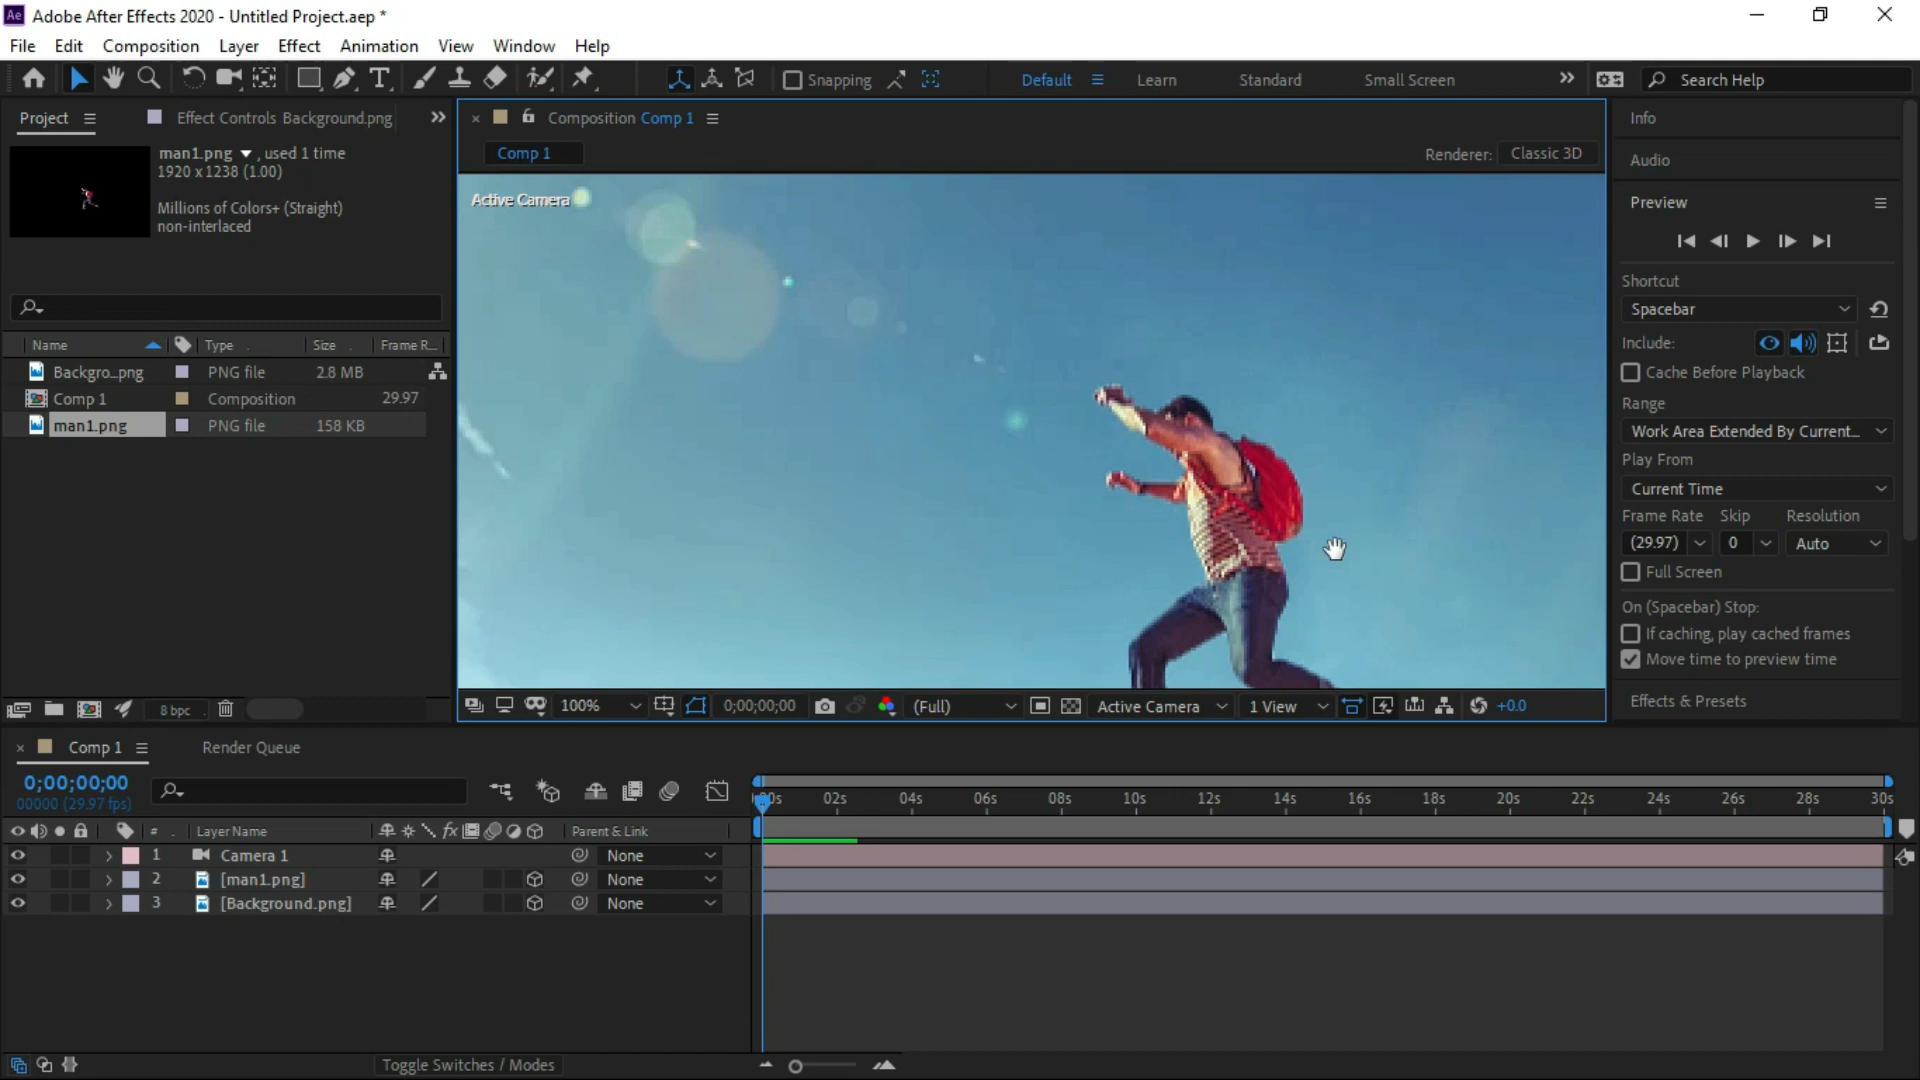 Ae Adobe After Effects 2020 - Untitled Project.aep *
File Edit Composition Layer Effect Animation View Window Help
Snapping Default Learn Standard Small Screen Search Help
Project Effect Controls Background.png
man1.png , used 1 time
1920 x 1238 (1.00)
Millions of Colors+ (Straight)
non-interlaced
Name Type Size Frame R...
Backgro...png PNG file 2.8 MB
Comp 1 Composition 29.97
man1.png PNG file 158 KB
8 bpc
Composition Comp 1
Comp 1
Renderer: Classic 3D
Active Camera
100% 0;00;00;00 (Full) Active Camera 1 View +0.0
Info
Audio
Preview
Shortcut
Spacebar
Include:
Cache Before Playback
Range
Work Area Extended By Current...
Play From
Current Time
Frame Rate Skip Resolution
(29.97) 0 Auto
Full Screen
On (Spacebar) Stop:
If caching, play cached frames
Move time to preview time
Effects & Presets
Comp 1 Render Queue
0;00;00;00
00000 (29.97 fps)
02s 04s 06s 08s 10s 12s 14s 16s 18s 20s 22s 24s 26s 28s 30s
# Layer Name fx Parent & Link
1 Camera 1 None
2 [man1.png] None
3 [Background.png] None
Toggle Switches / Modes